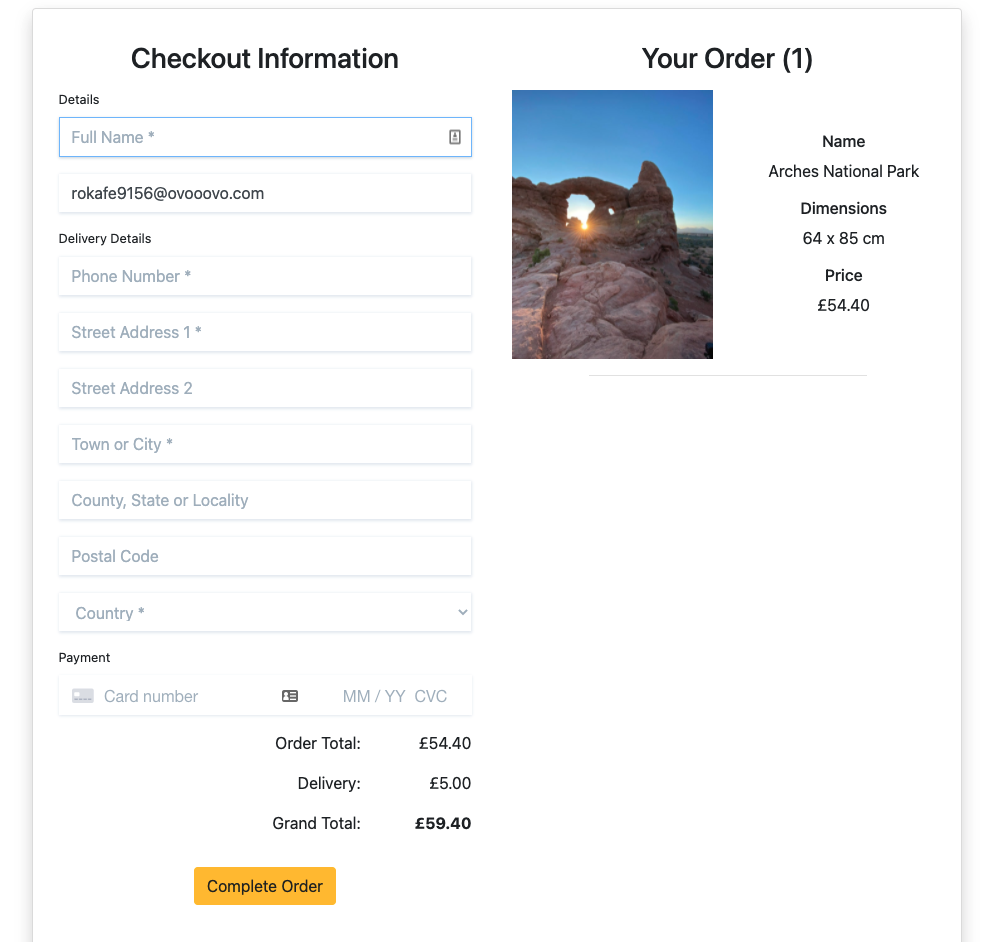 Checkout Information
Details
Full Name *
rokafe9156@ovooovo.com
Delivery Details
Phone Number *
Street Address 1 *
Street Address 2
Town or City *
County, State or Locality
Postal Code
Country *
Payment
Card number MM / YY CVC
Order Total: £54.40
Delivery: £5.00
Grand Total: £59.40
Complete Order
Your Order (1)
Name
Arches National Park
Dimensions
64 x 85 cm
Price
£54.40